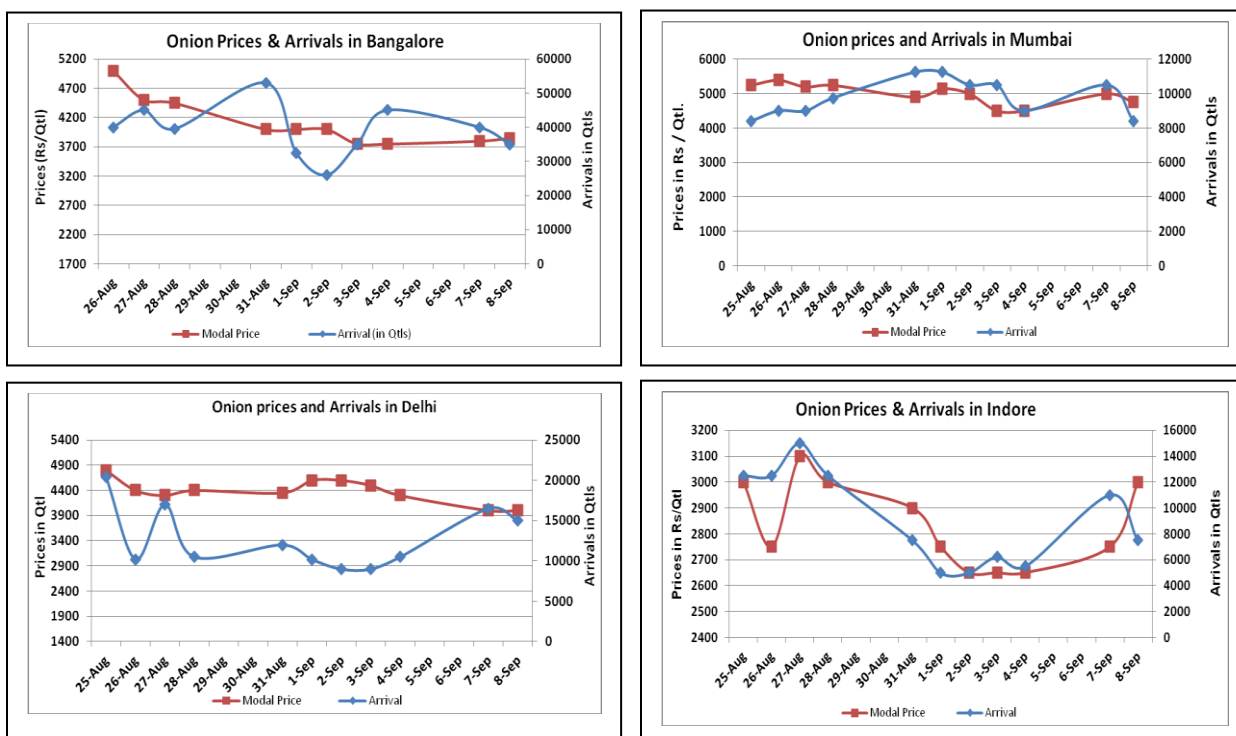 Onion Prices & Arrivals in Bangalore
5200
4700
4200
3700
3200
2700
2200
1700
Prices (Rs/Qtl)
60000
50000
40000
30000
20000
10000
0
Arrivals in Qtls
26-Aug
27-Aug
28-Aug
29-Aug
30-Aug
31-Aug
1-Sep
2-Sep
3-Sep
4-Sep
5-Sep
6-Sep
7-Sep
8-Sep
Modal Price
Arrival (in Qtls)
Onion prices and Arrivals in Mumbai
6000
5000
4000
3000
2000
1000
0
Prices in Rs / Qtl.
12000
10000
8000
6000
4000
2000
0
Arrivals in Qtls
25-Aug
26-Aug
27-Aug
28-Aug
29-Aug
30-Aug
31-Aug
1-Sep
2-Sep
3-Sep
4-Sep
5-Sep
6-Sep
7-Sep
8-Sep
Modal Price
Arrival
Onion prices and Arrivals in Delhi
5400
4900
4400
3900
3400
2900
2400
1900
1400
Prices in Qtl
25000
20000
15000
10000
5000
0
Arrivals in Qtls
25-Aug
26-Aug
27-Aug
28-Aug
29-Aug
30-Aug
31-Aug
1-Sep
2-Sep
3-Sep
4-Sep
5-Sep
6-Sep
7-Sep
8-Sep
Modal Price
Arrival
Onion Prices & Arrivals in Indore
3200
3100
3000
2900
2800
2700
2600
2500
2400
Prices in Rs/Qtl
16000
14000
12000
10000
8000
6000
4000
2000
0
Arrivals in Qtls
25-Aug
26-Aug
27-Aug
28-Aug
29-Aug
30-Aug
31-Aug
1-Sep
2-Sep
3-Sep
4-Sep
5-Sep
6-Sep
7-Sep
8-Sep
Modal Price
Arrival